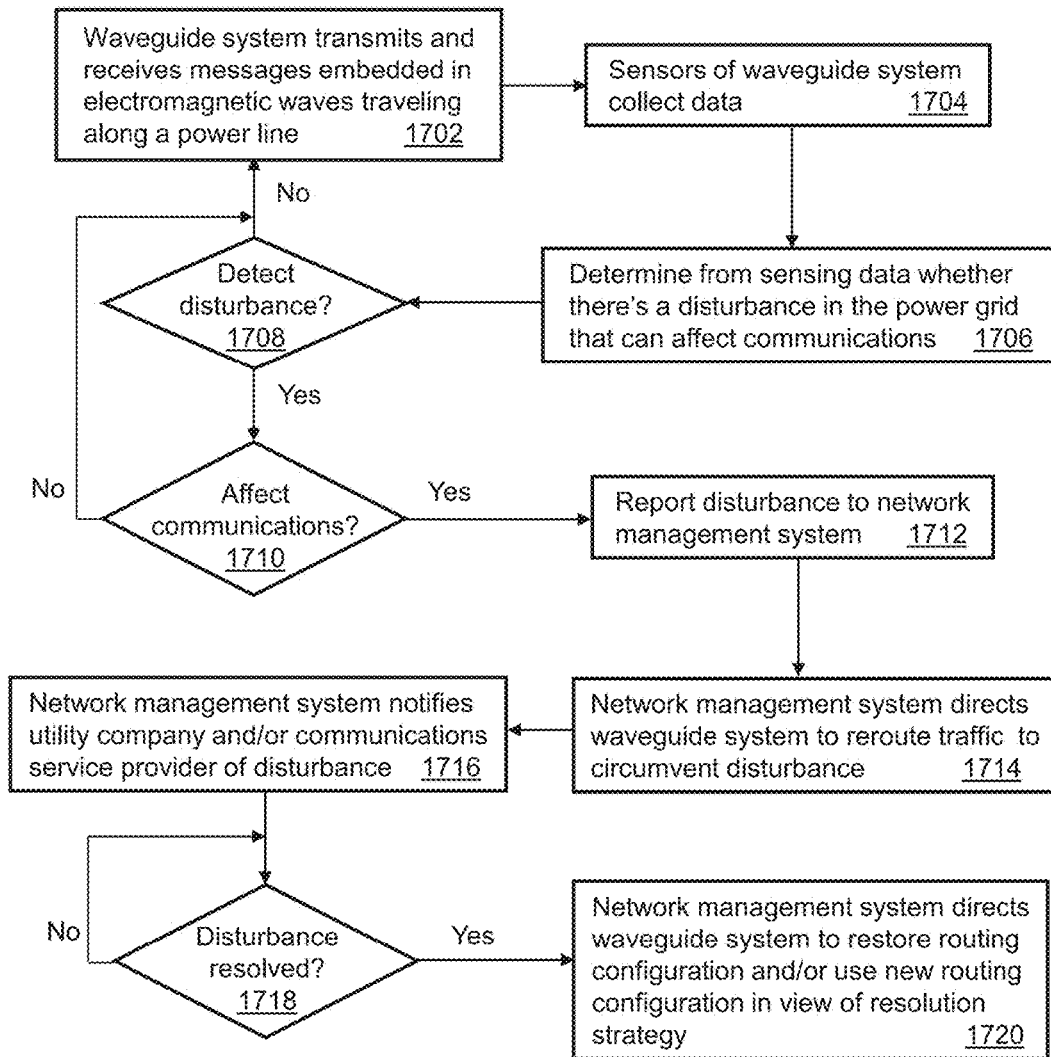 Waveguide system transmits and
receives messages embedded in
electromagnetic waves traveling
along a power line 1702
Sensors of waveguide system
collect data 1704
No
Detect
disturbance?
1708
Determine from sensing data whether
there's a disturbance in the power grid
that can affect communications 1706
Yes
No
Affect
communications?
1710
Yes
Report disturbance to network
management system 1712
Network management system notifies
utility company and/or communications
service provider of disturbance 1716
Network management system directs
waveguide system to reroute traffic to
circumvent disturbance 1714
No
Disturbance
resolved?
1718
Yes
Network management system directs
waveguide system to restore routing
configuration and/or use new routing
configuration in view of resolution
strategy 1720